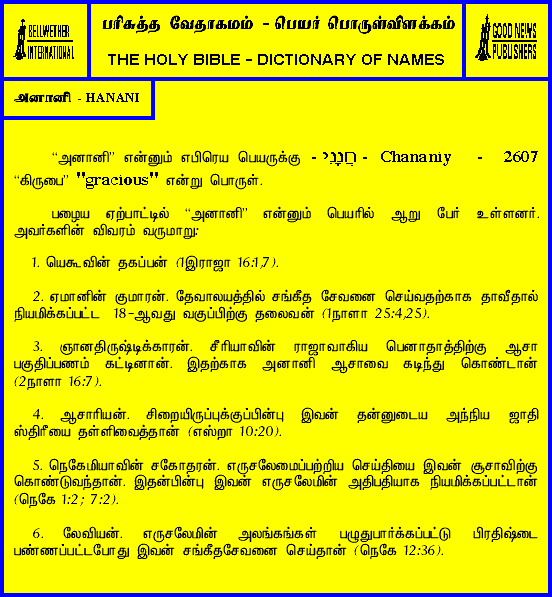 BELLWETHER
INTERNATIONAL
பரிசுத்த வேதாகமம் - பெயர் பொருள்விளக்கம்
THE HOLY BIBLE - DICTIONARY OF NAMES
GOOD NEWS
PUBLISHERS
அனானி - HANANI
“அனானி” என்னும் எபிரெய பெயருக்கு - חֲנָנִי - Chananiy - 2607
“கிருபை” "gracious" என்று பொருள்.
பழைய ஏற்பாட்டில் “அனானி” என்னும் பெயரில் ஆறு பேர் உள்ளனர்.
அவர்களின் விவரம் வருமாறு:
1. யெகூவின் தகப்பன் (1இராஜா 16:1,7).
2. ஏமானின் குமாரன். தேவாலயத்தில் சங்கீத சேவனை செய்வதற்காக தாவீதால்
நியமிக்கப்பட்ட 18-ஆவது வகுப்பிற்கு தலைவன் (1நாளா 25:4,25).
3. ஞானதிருஷ்டிக்காரன். சீரியாவின் ராஜாவாகிய பெனாதாத்திற்கு ஆசா
பகுதிப்பணம் கட்டினான். இதற்காக அனானி ஆசாவை கடிந்து கொண்டான்
(2நாளா 16:7).
4. ஆசாரியன். சிறையிருப்புக்குப்பின்பு இவன் தன்னுடைய அந்நிய ஜாதி
ஸ்திரீயை தள்ளிவைத்தான் (எஸ்றா 10:20).
5. நெகேமியாவின் சகோதரன். எருசலேமைப்பற்றிய செய்தியை இவன் சூசாவிற்கு
கொண்டுவந்தான். இதன்பின்பு இவன் எருசலேமின் அதிபதியாக நியமிக்கப்பட்டான்
(நெகே 1:2; 7:2).
6. லேவியன். எருசலேமின் அலங்கங்கள் பழுதுபார்க்கப்பட்டு பிரதிஷ்டை
பண்ணப்பட்டபோது இவன் சங்கீதசேவனை செய்தான் (நெகே 12:36).